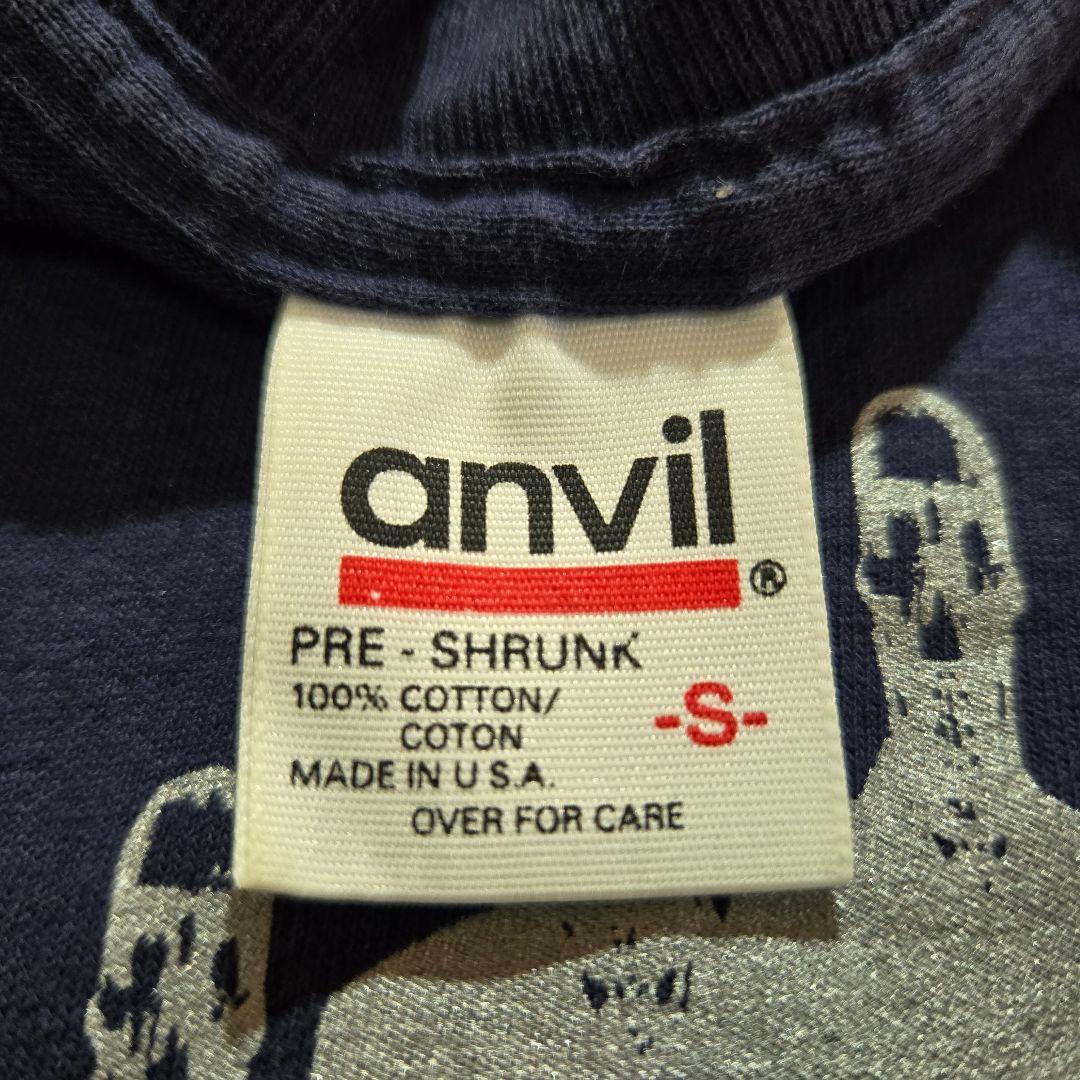 anvil
®
PRE - SHRUNK
100% COTTON/
COTON
-S-
MADE IN U.S.A.
OVER FOR CARE